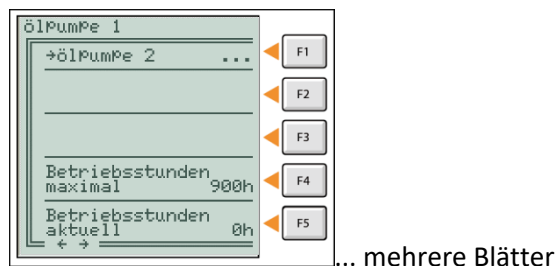 ölpumpe 1
→ölpumpe 2 ... F1
F2
F3
Betriebsstunden
maximal 900h F4
Betriebsstunden
aktuell 0h F5
← →
... mehrere Blätter